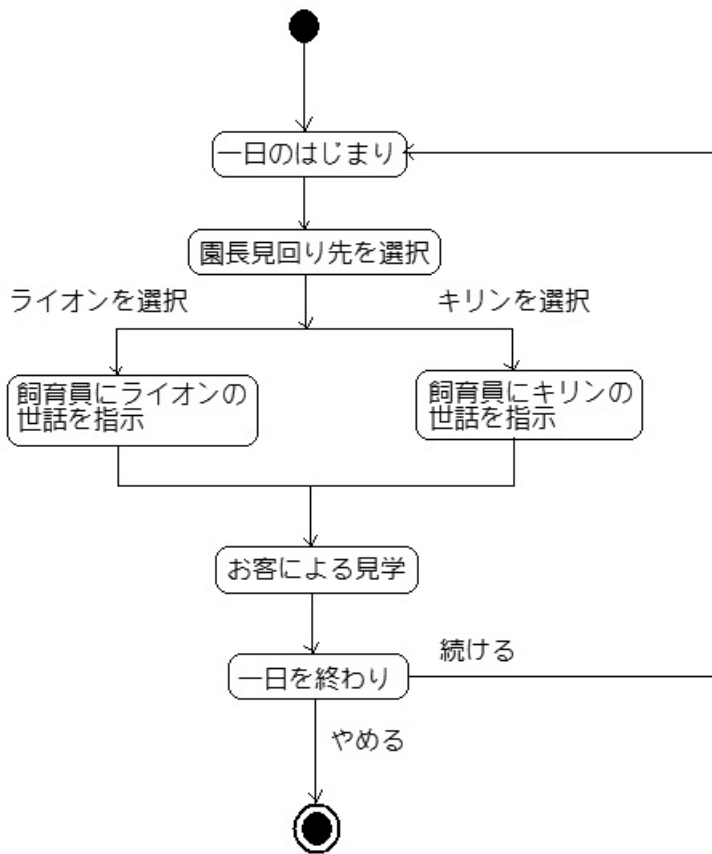 一日のはじまり
園長見回り先を選択
ライオンを選択
キリンを選択
飼育員にライオンの
世話を指示
飼育員にキリンの
世話を指示
お客による見学
一日を終わり
続ける
やめる